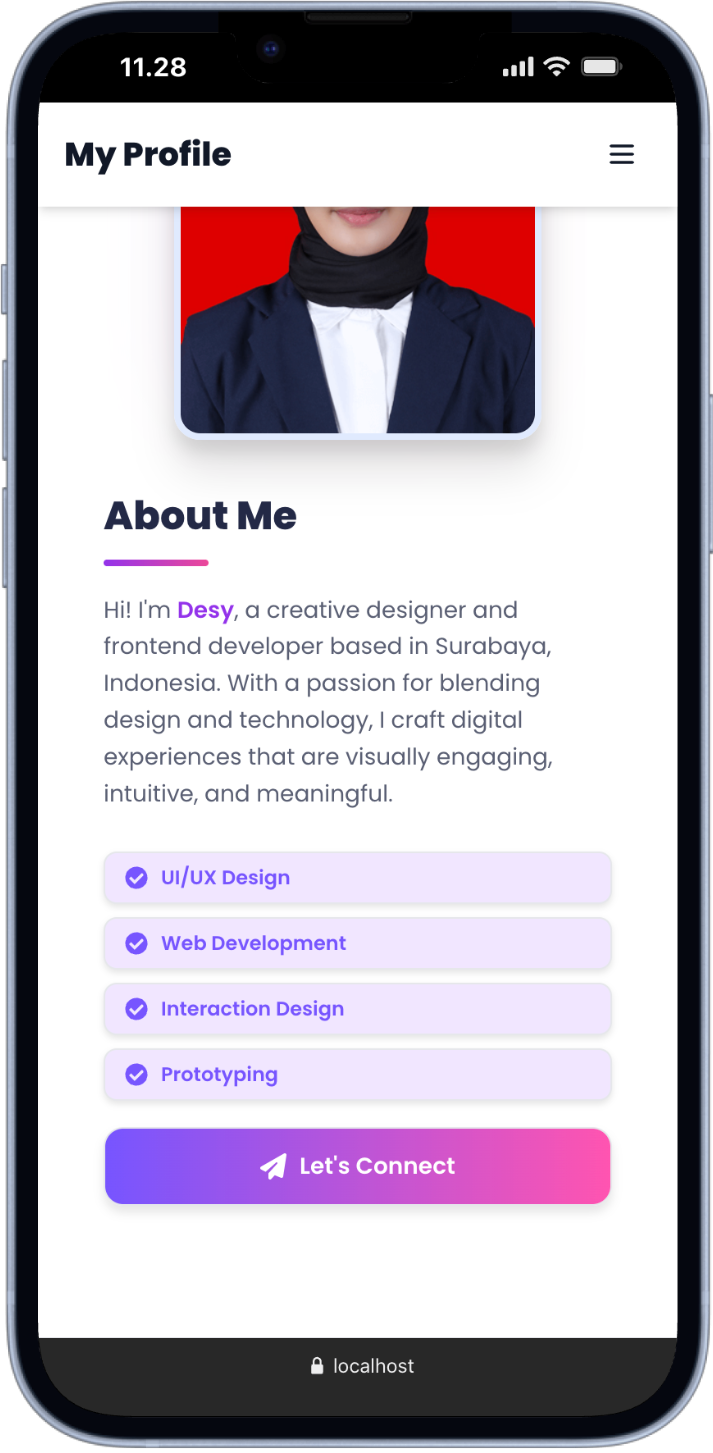 11.28
My Profile
About Me
Hi! I'm Desy, a creative designer and
frontend developer based in Surabaya,
Indonesia. With a passion for blending
design and technology, I craft digital
experiences that are visually engaging,
intuitive, and meaningful.
UI/UX Design
Web Development
Interaction Design
Prototyping
Let's Connect
localhost